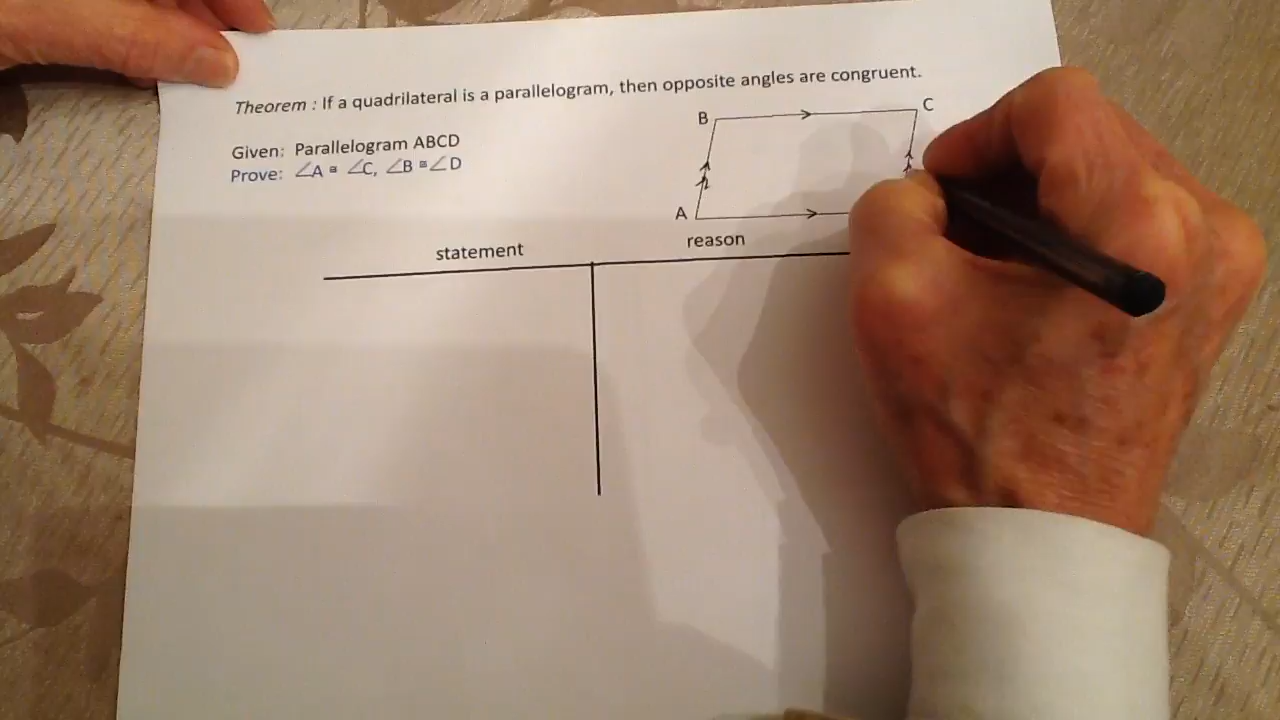 Theorem : If a quadrilateral is a parallelogram, then opposite angles are congruent.
Given: Parallelogram ABCD
Prove: ∠A ≅ ∠C, ∠B ≅ ∠D
B
C
A
statement
reason